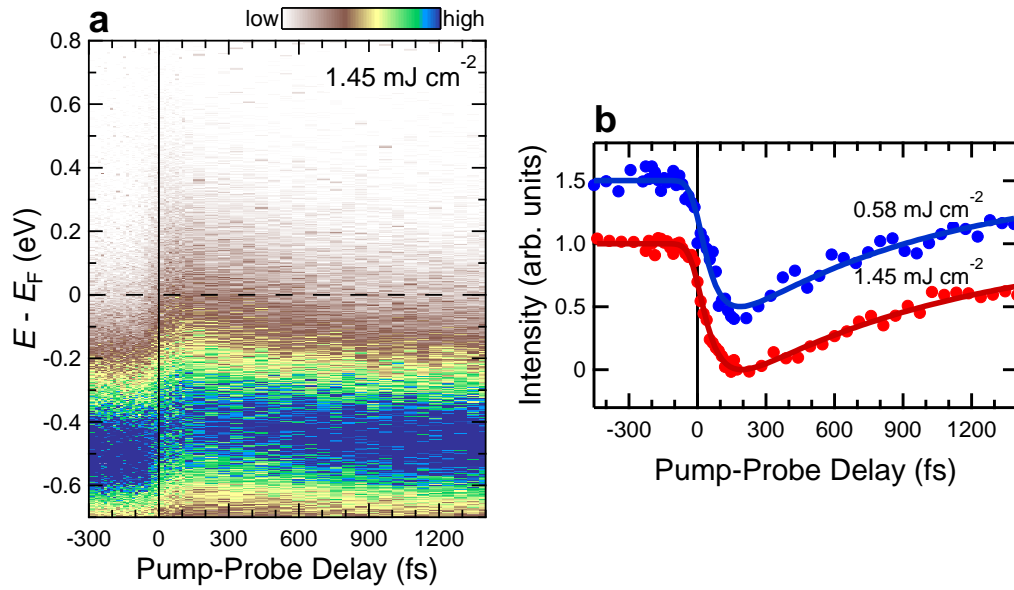 a
low high
1.45 mJ cm⁻²
E - E_F (eV)
0.8
0.6
0.4
0.2
0
-0.2
-0.4
-0.6
-300 0 300 600 900 1200
Pump-Probe Delay (fs)
b
Intensity (arb. units)
1.5
1.0
0.5
0
0.58 mJ cm⁻²
1.45 mJ cm⁻²
-300 0 300 600 900 1200
Pump-Probe Delay (fs)